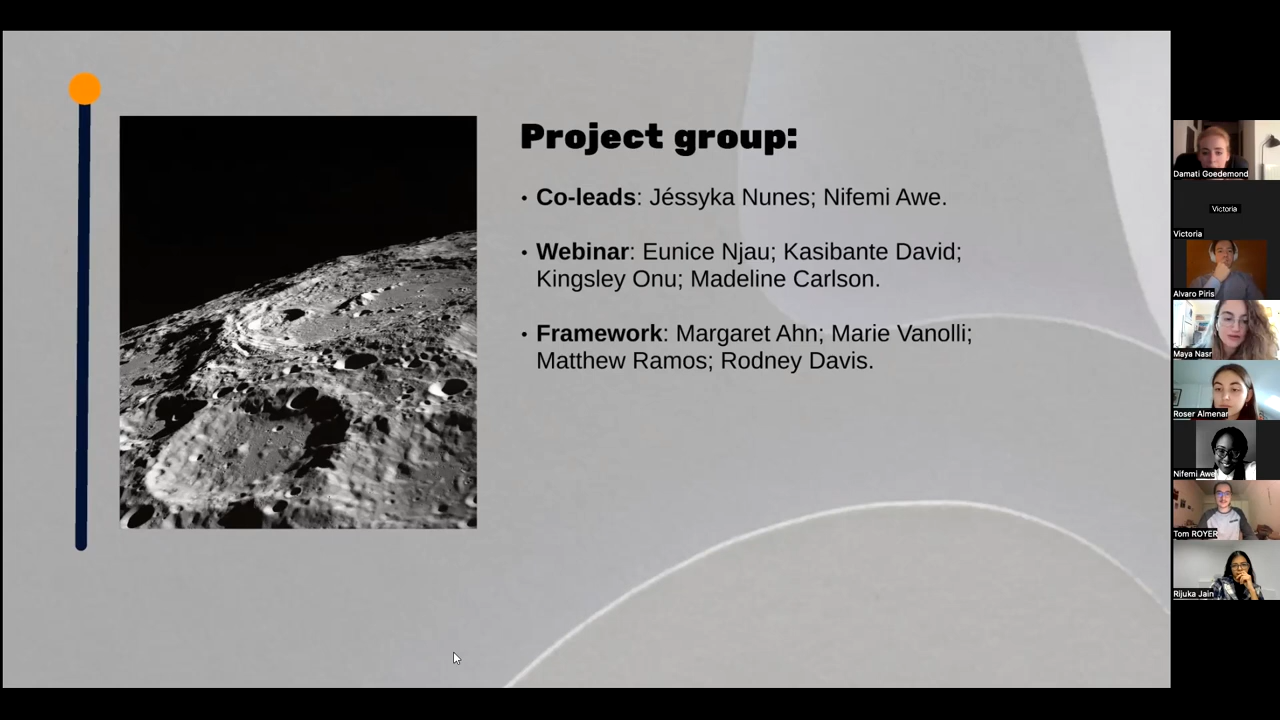 Project group:
• Co-leads: Jéssyka Nunes; Nifemi Awe.
• Webinar: Eunice Njau; Kasibante David;
Kingsley Onu; Madeline Carlson.
• Framework: Margaret Ahn; Marie Vanolli;
Matthew Ramos; Rodney Davis.
Damati Goedemond
Victoria
Victoria
Alvaro Piris
Maya Nasr
Roser Almenar
Nifemi Awe
Tom ROYER
Rijuka Jain